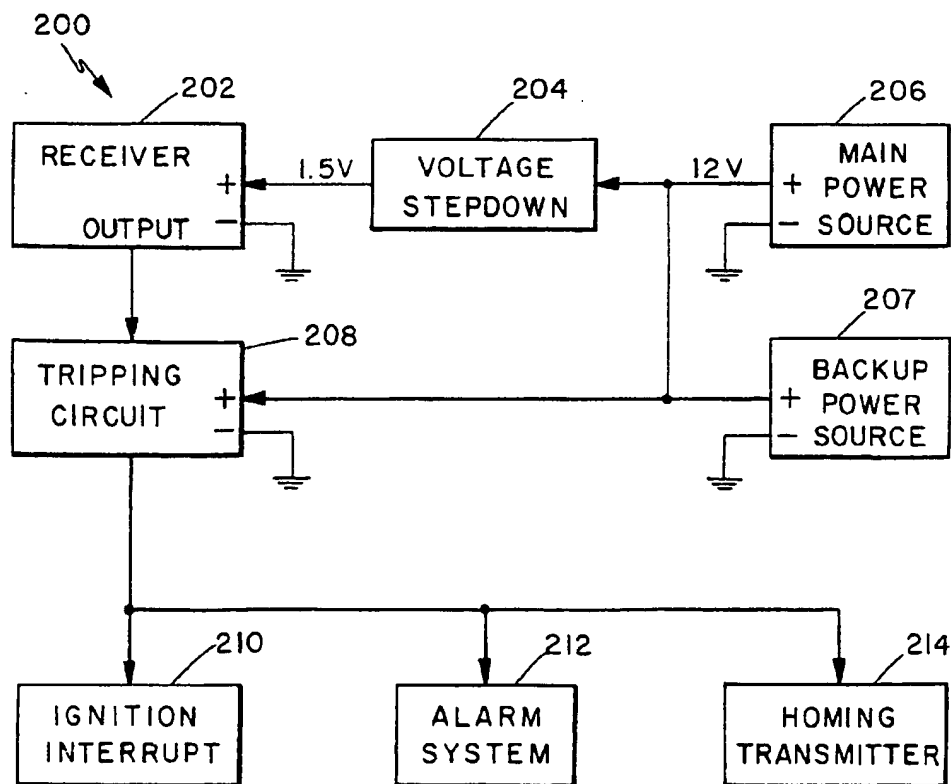 200
202
204
206
RECEIVER
+
-
OUTPUT
1.5V
VOLTAGE
STEPDOWN
12V
MAIN
+ POWER
- SOURCE
207
208
TRIPPING
CIRCUIT
+
-
BACKUP
+ POWER
- SOURCE
210
212
214
IGNITION
INTERRUPT
ALARM
SYSTEM
HOMING
TRANSMITTER